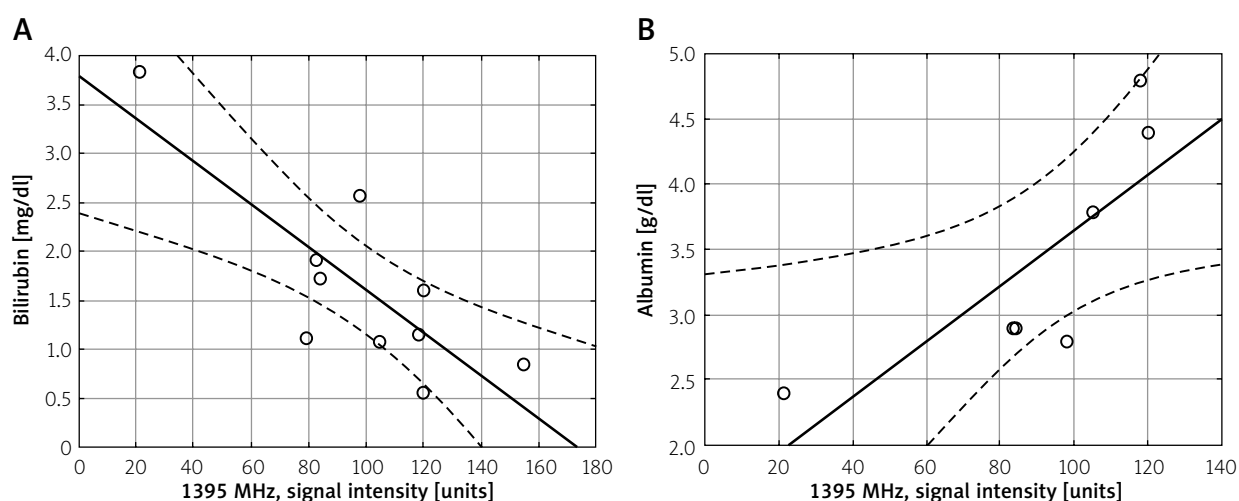 A
Bilirubin [mg/dl]
4.0
3.5
3.0
2.5
2.0
1.5
1.0
0.5
0
0 20 40 60 80 100 120 140 160 180
1395 MHz, signal intensity [units]
B
Albumin [g/dl]
5.0
4.5
4.0
3.5
3.0
2.5
2.0
0 20 40 60 80 100 120 140
1395 MHz, signal intensity [units]